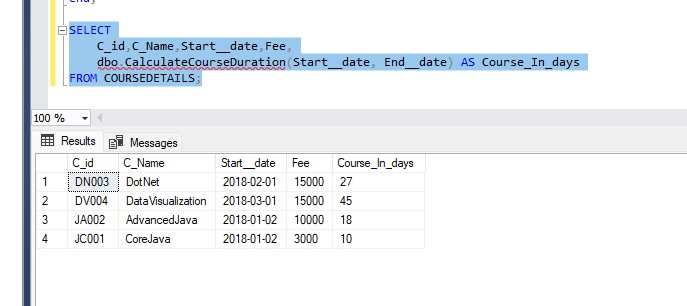 end;
SELECT
C_id,C_Name,Start__date,Fee,
dbo.CalculateCourseDuration(Start__date, End__date) AS Course_In_days
FROM COURSEDETAILS;
100 %
Results Messages
C_id C_Name Start__date Fee Course_In_days
1 DN003 DotNet 2018-02-01 15000 27
2 DV004 DataVisualization 2018-03-01 15000 45
3 JA002 AdvancedJava 2018-01-02 10000 18
4 JC001 CoreJava 2018-01-02 3000 10